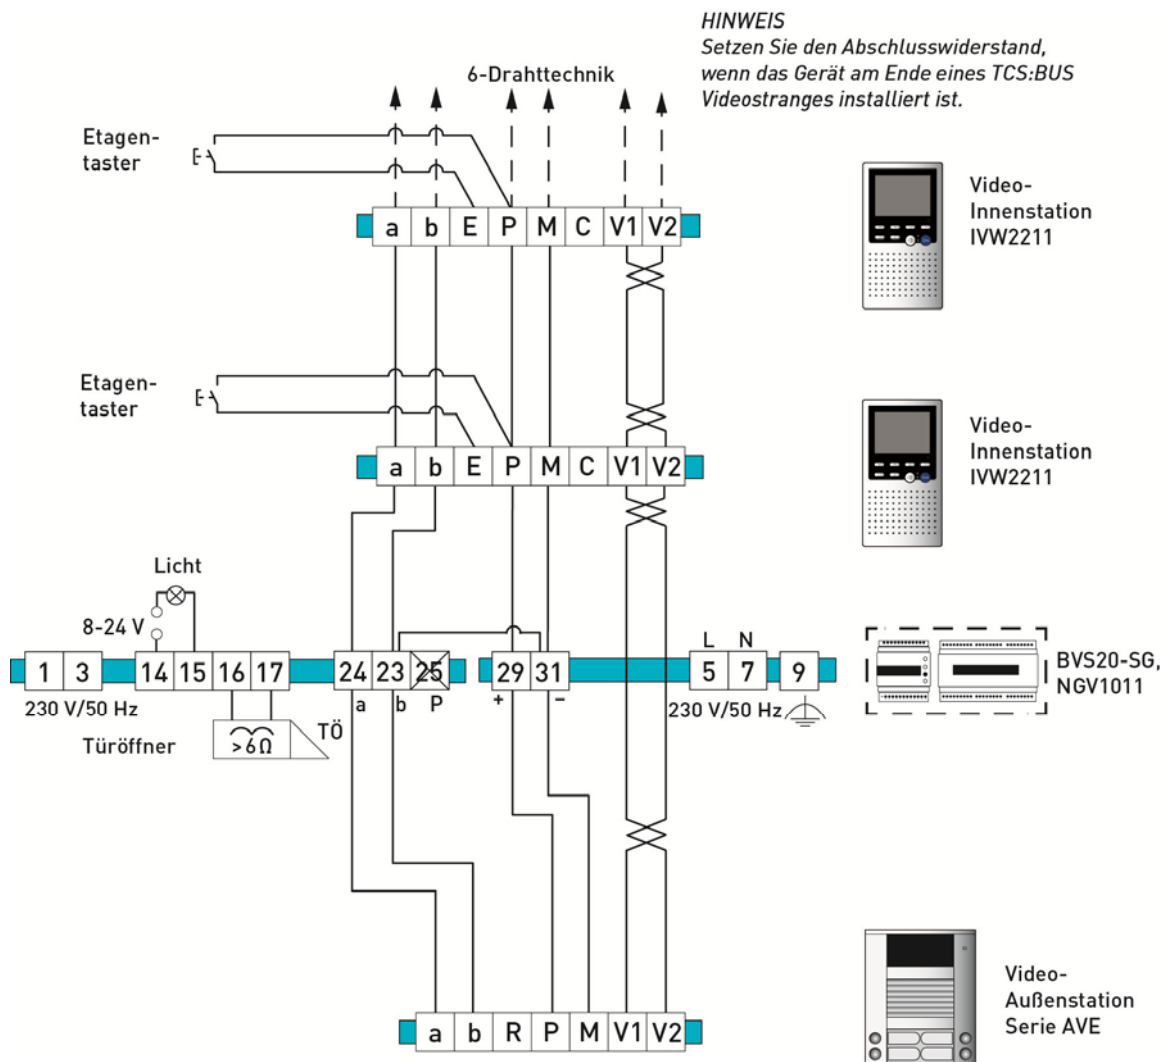 HINWEIS
Setzen Sie den Abschlusswiderstand,
wenn das Gerät am Ende eines TCS:BUS
Videostranges installiert ist.
6-Drahttechnik
Etagen-
taster
a b E P M C V1 V2
Video-
Innenstation
IVW2211
Etagen-
taster
a b E P M C V1 V2
Video-
Innenstation
IVW2211
Licht
8-24 V
1 3 14 15 16 17 24 23 25 29 31 5 7 9
L N
a b P + –
230 V/50 Hz
230 V/50 Hz
BVS20-SG,
NGV1011
Türöffner
>6Ω
TÖ
a b R P M V1 V2
Video-
Außenstation
Serie AVE